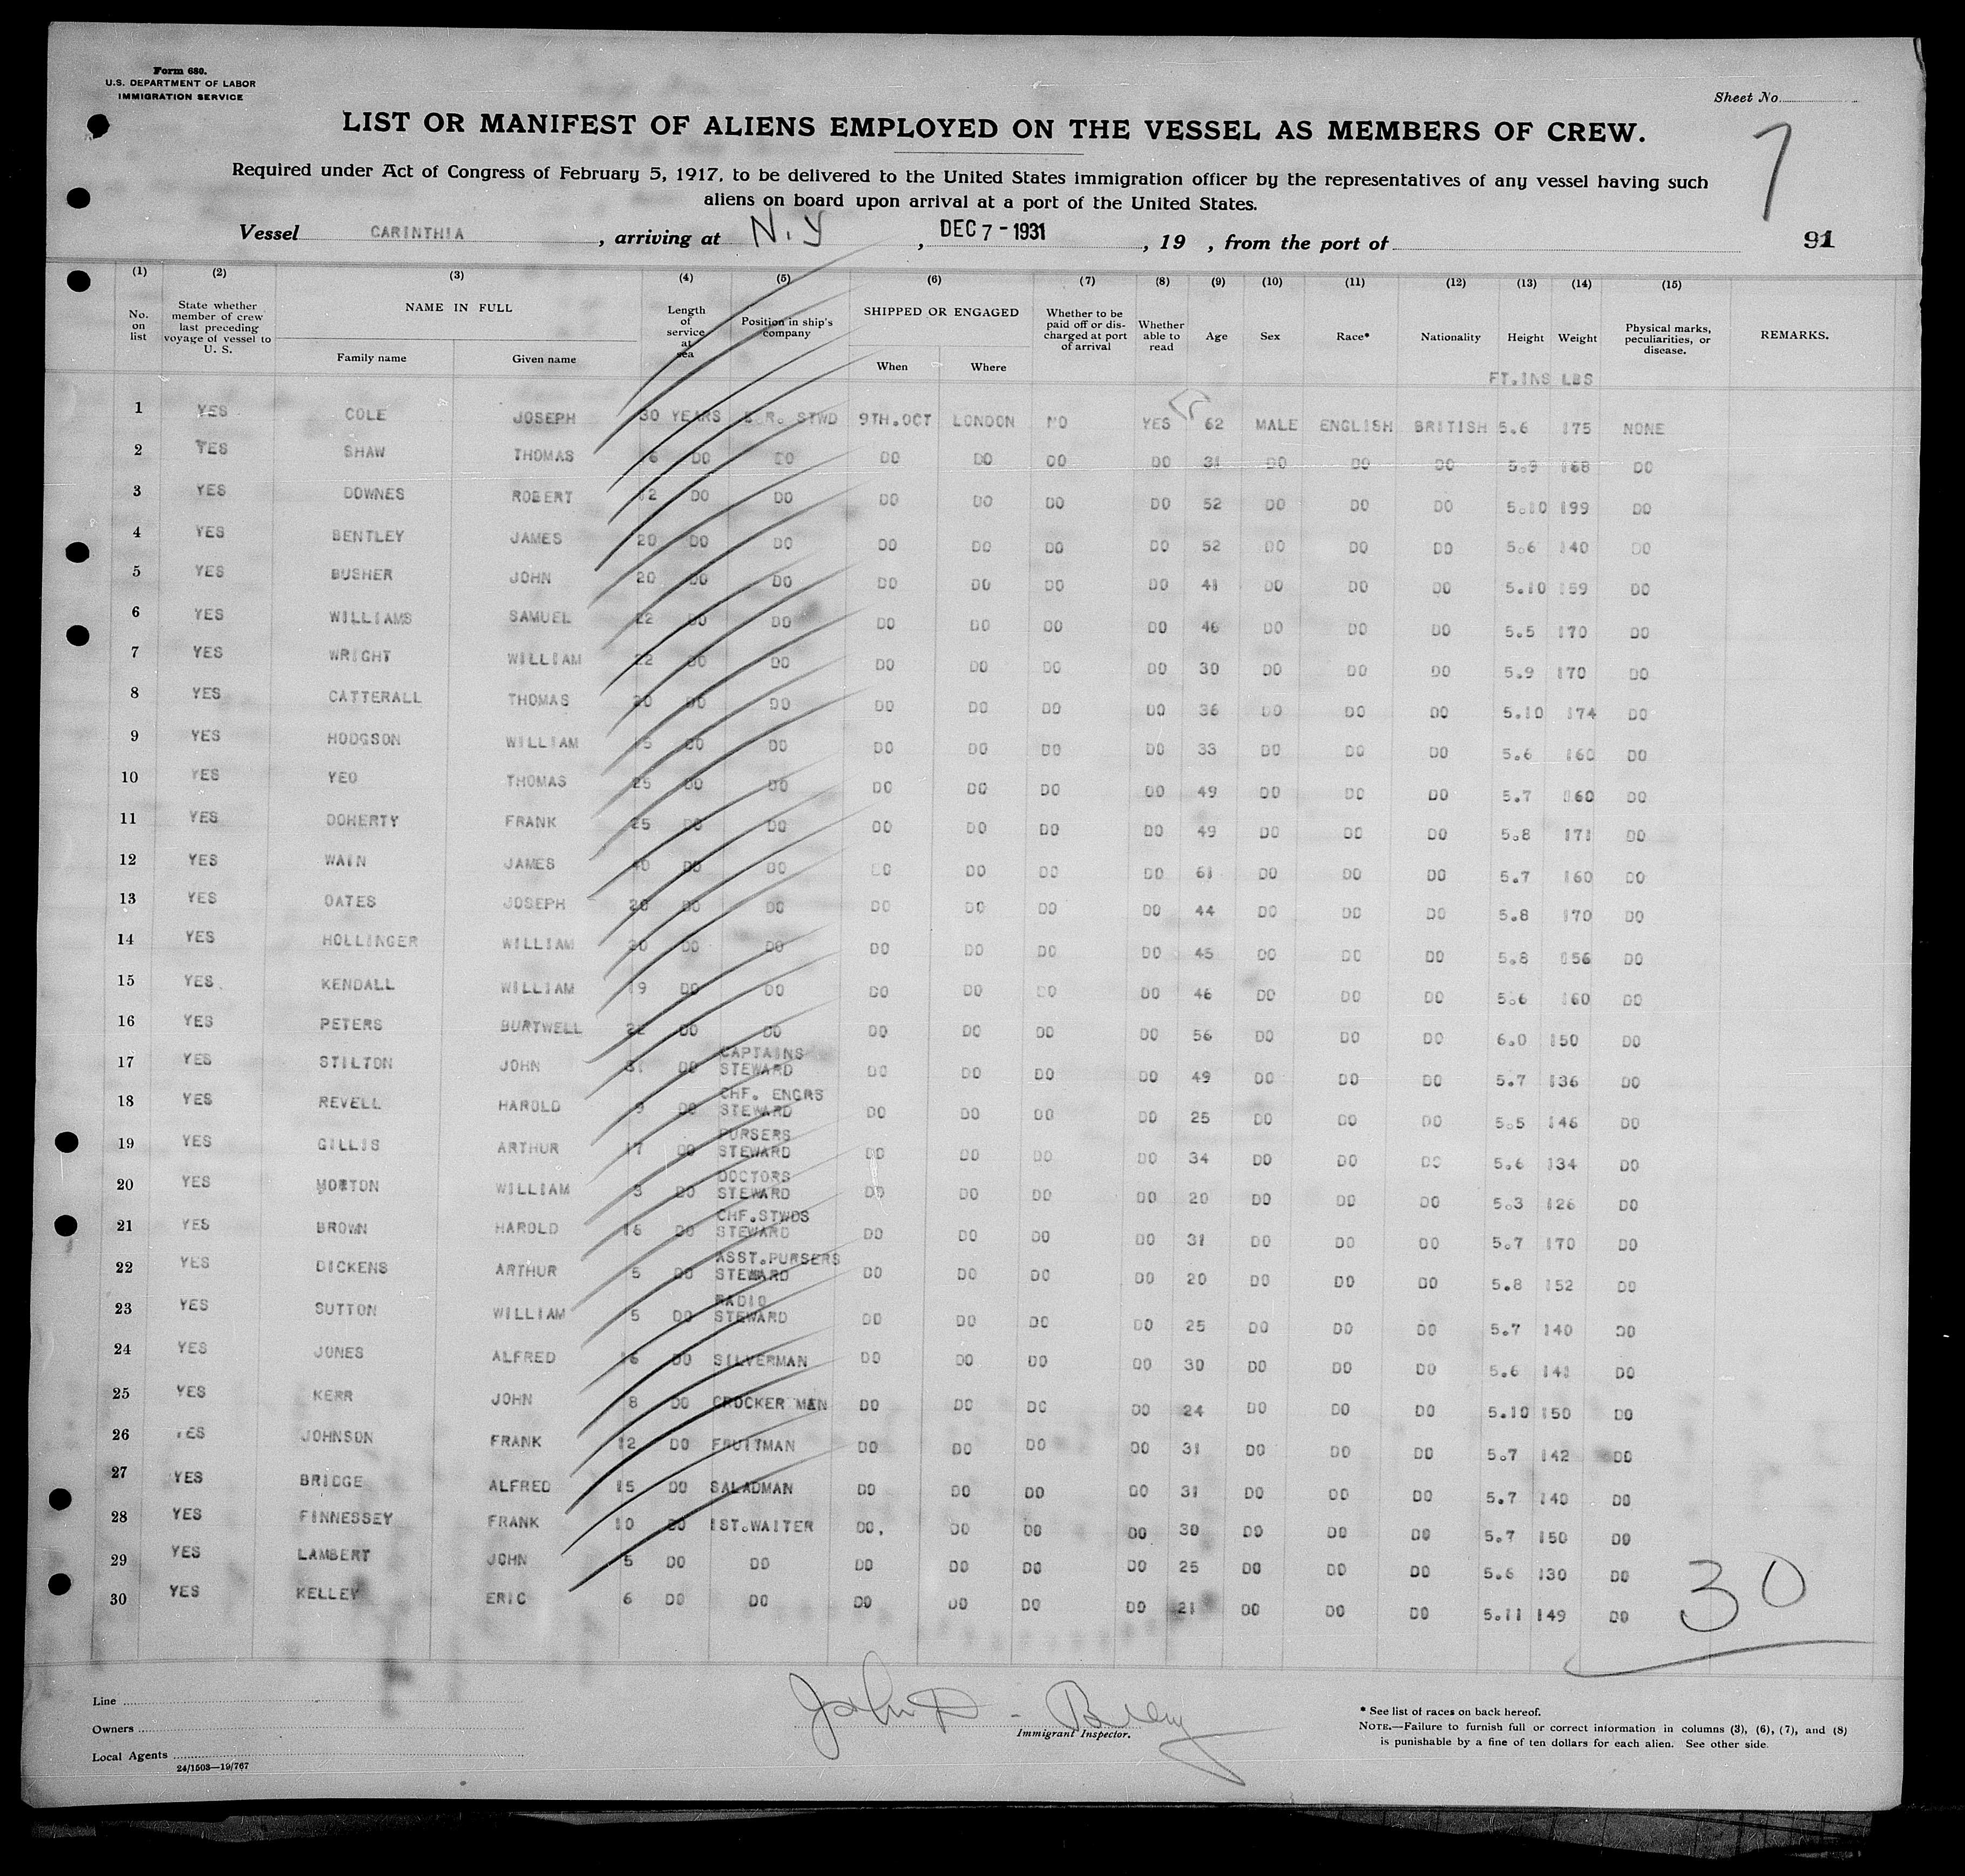 Form 680.
U.S. DEPARTMENT OF LABOR
IMMIGRATION SERVICE
Sheet No.
7
LIST OR MANIFEST OF ALIENS EMPLOYED ON THE VESSEL AS MEMBERS OF CREW.
Required under Act of Congress of February 5, 1917, to be delivered to the United States immigration officer by the representatives of any vessel having such
aliens on board upon arrival at a port of the United States.
Vessel CARINTHIA , arriving at N.Y , DEC 7 - 1931 , 19 , from the port of 91
(1) (2) (3) (4) (5) (6) (7) (8) (9) (10) (11) (12) (13) (14) (15)
No. on list State whether member of crew last preceding voyage of vessel to U. S. NAME IN FULL Family name Given name Length of service at sea Position in ship's company SHIPPED OR ENGAGED When Where Whether to be paid off or discharged at port of arrival Whether able to read Age Sex Race* Nationality Height Weight Physical marks, peculiarities, or disease. REMARKS.
FT.INS LBS
1 YES COLE JOSEPH 30 YEARS STWD 9TH.OCT LONDON NO YES 62 MALE ENGLISH BRITISH 5.6 175 NONE
2 YES SHAW THOMAS 6 DO DO DO DO DO DO 31 DO DO DO 5.9 168 DO
3 YES DOWNES ROBERT 12 DO DO DO DO DO DO 52 DO DO DO 5.10 199 DO
4 YES BENTLEY JAMES 20 DO DO DO DO DO DO 52 DO DO DO 5.6 140 DO
5 YES BUSHER JOHN 20 DO DO DO DO DO DO 41 DO DO DO 5.10 159 DO
6 YES WILLIAMS SAMUEL 22 DO DO DO DO DO DO 46 DO DO DO 5.5 170 DO
7 YES WRIGHT WILLIAM 22 DO DO DO DO DO DO 30 DO DO DO 5.9 170 DO
8 YES CATTERALL THOMAS 20 DO DO DO DO DO DO 36 DO DO DO 5.10 174 DO
9 YES HODGSON WILLIAM 15 DO DO DO DO DO DO 33 DO DO DO 5.6 160 DO
10 YES YEO THOMAS 25 DO DO DO DO DO DO 49 DO DO DO 5.7 160 DO
11 YES DOHERTY FRANK 25 DO DO DO DO DO DO 49 DO DO DO 5.8 171 DO
12 YES WAIN JAMES 40 DO DO DO DO DO DO 61 DO DO DO 5.7 160 DO
13 YES OATES JOSEPH 20 DO DO DO DO DO DO 44 DO DO DO 5.8 170 DO
14 YES HOLLINGER WILLIAM 30 DO DO DO DO DO DO 45 DO DO DO 5.8 156 DO
15 YES KENDALL WILLIAM 19 DO DO DO DO DO DO 46 DO DO DO 5.6 160 DO
16 YES PETERS BURTWELL 22 DO DO DO DO DO DO 56 DO DO DO 6.0 150 DO
17 YES STILTON JOHN 31 DO CAPTAINS STEWARD DO DO DO DO 49 DO DO DO 5.7 136 DO
18 YES REVELL HAROLD 9 DO CHF. ENGRS STEWARD DO DO DO DO 25 DO DO DO 5.5 146 DO
19 YES GILLIS ARTHUR 17 DO PURSERS STEWARD DO DO DO DO 34 DO DO DO 5.6 134 DO
20 YES MORTON WILLIAM 3 DO DOCTORS STEWARD DO DO DO DO 20 DO DO DO 5.3 126 DO
21 YES BROWN HAROLD 16 DO CHF.STWDS STEWARD DO DO DO DO 31 DO DO DO 5.7 170 DO
22 YES DICKENS ARTHUR 5 DO ASST.PURSERS STEWARD DO DO DO DO 20 DO DO DO 5.8 152 DO
23 YES SUTTON WILLIAM 5 DO RADIO STEWARD DO DO DO DO 25 DO DO DO 5.7 140 DO
24 YES JONES ALFRED 16 DO SILVERMAN DO DO DO DO 30 DO DO DO 5.6 141 DO
25 YES KERR JOHN 8 DO CROCKER MAN DO DO DO DO 24 DO DO DO 5.10 150 DO
26 YES JOHNSON FRANK 12 DO FRUITMAN DO DO DO DO 31 DO DO DO 5.7 142 DO
27 YES BRIDGE ALFRED 15 DO SALADMAN DO DO DO DO 31 DO DO DO 5.7 140 DO
28 YES FINNESSEY FRANK 10 DO 1ST.WAITER DO. DO DO DO 30 DO DO DO 5.7 150 DO
29 YES LAMBERT JOHN 5 DO DO DO DO DO DO 25 DO DO DO 5.6 130 DO
30 YES KELLEY ERIC 6 DO DO DO DO DO DO 21 DO DO DO 5.11 149 DO
30
Line
Owners
Local Agents
24/1503—19/767
John D
Immigrant Inspector.
* See list of races on back hereof.
NOTE.—Failure to furnish full or correct information in columns (3), (6), (7), and (8)
is punishable by a fine of ten dollars for each alien. See other side.